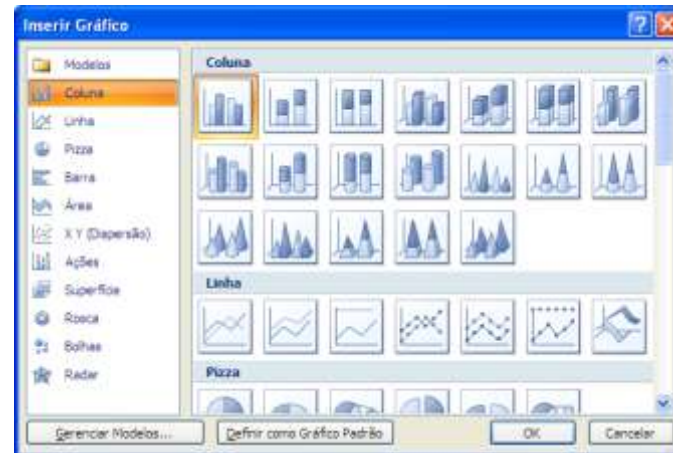 Inserir Gráfico
Modelos
Coluna
Linha
Pizza
Barra
Área
X Y (Dispersão)
Ações
Superfície
Rosca
Bolhas
Radar
Coluna
Linha
Pizza
Gerenciar Modelos...
Definir como Gráfico Padrão
OK
Cancelar